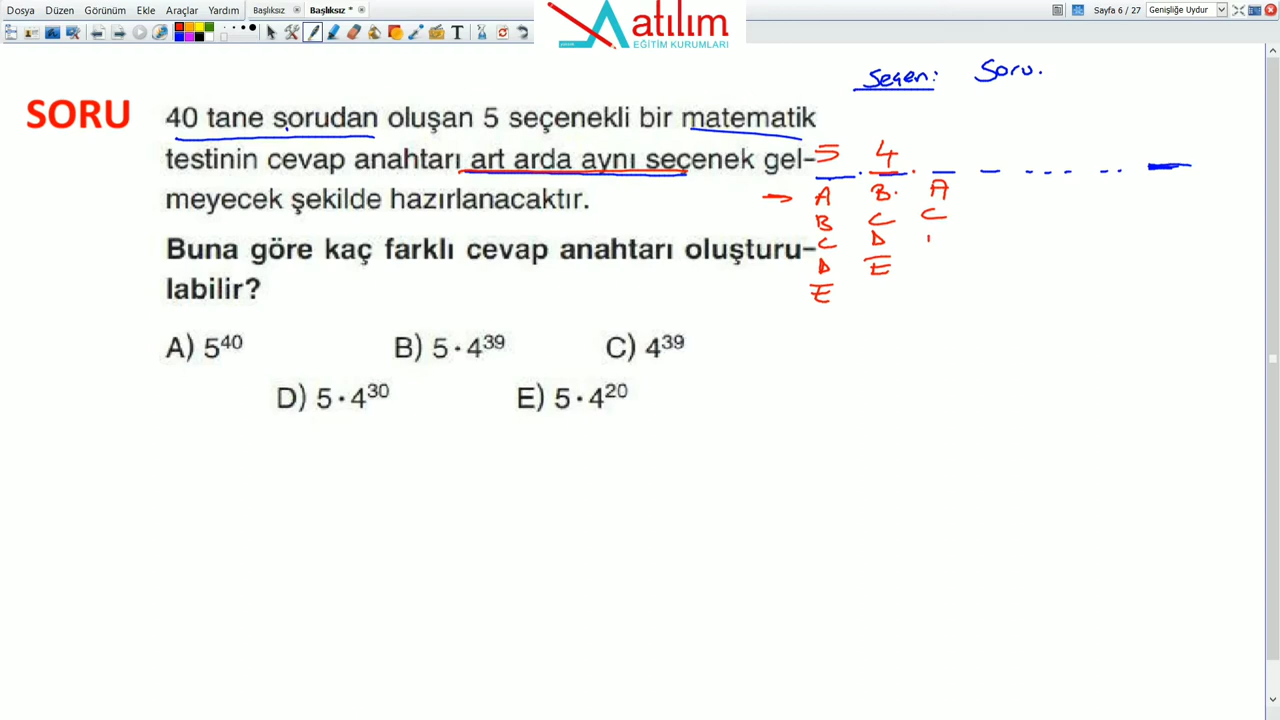 Dosya Düzen Görünüm Ekle Araçlar Yardım
Başlıksız
Başlıksız *
Sayfa 6 / 27
Genişliğe Uydur
atılım
EĞİTİM KURUMLARI
Seçen: Soru.
SORU
40 tane sorudan oluşan 5 seçenekli bir matematik
testinin cevap anahtarı art arda aynı seçenek gel-
meyecek şekilde hazırlanacaktır.
Buna göre kaç farklı cevap anahtarı oluşturu-
labilir?
A) 5⁴⁰ B) 5 · 4³⁹ C) 4³⁹
D) 5 · 4³⁰ E) 5 · 4²⁰
5 4
A B. A
B C C
C D
D E
E